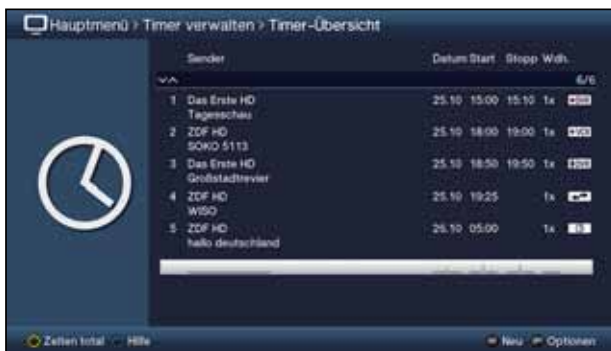 Hauptmenü > Timer verwalten > Timer-Übersicht
Sender Datum Start Stopp Wdh.
6/6
1 Das Erste HD 25.10 15:00 15:10 1x
Tagesschau
2 ZDF HD 25.10 18:00 19:00 1x
SOKO 5113
3 Das Erste HD 25.10 18:50 19:50 1x
Großstadtrevier
4 ZDF HD 25.10 19:25 1x
WISO
5 ZDF HD 26.10 05:00 1x
hallo deutschland
Zeiten total Hilfe Neu Optionen